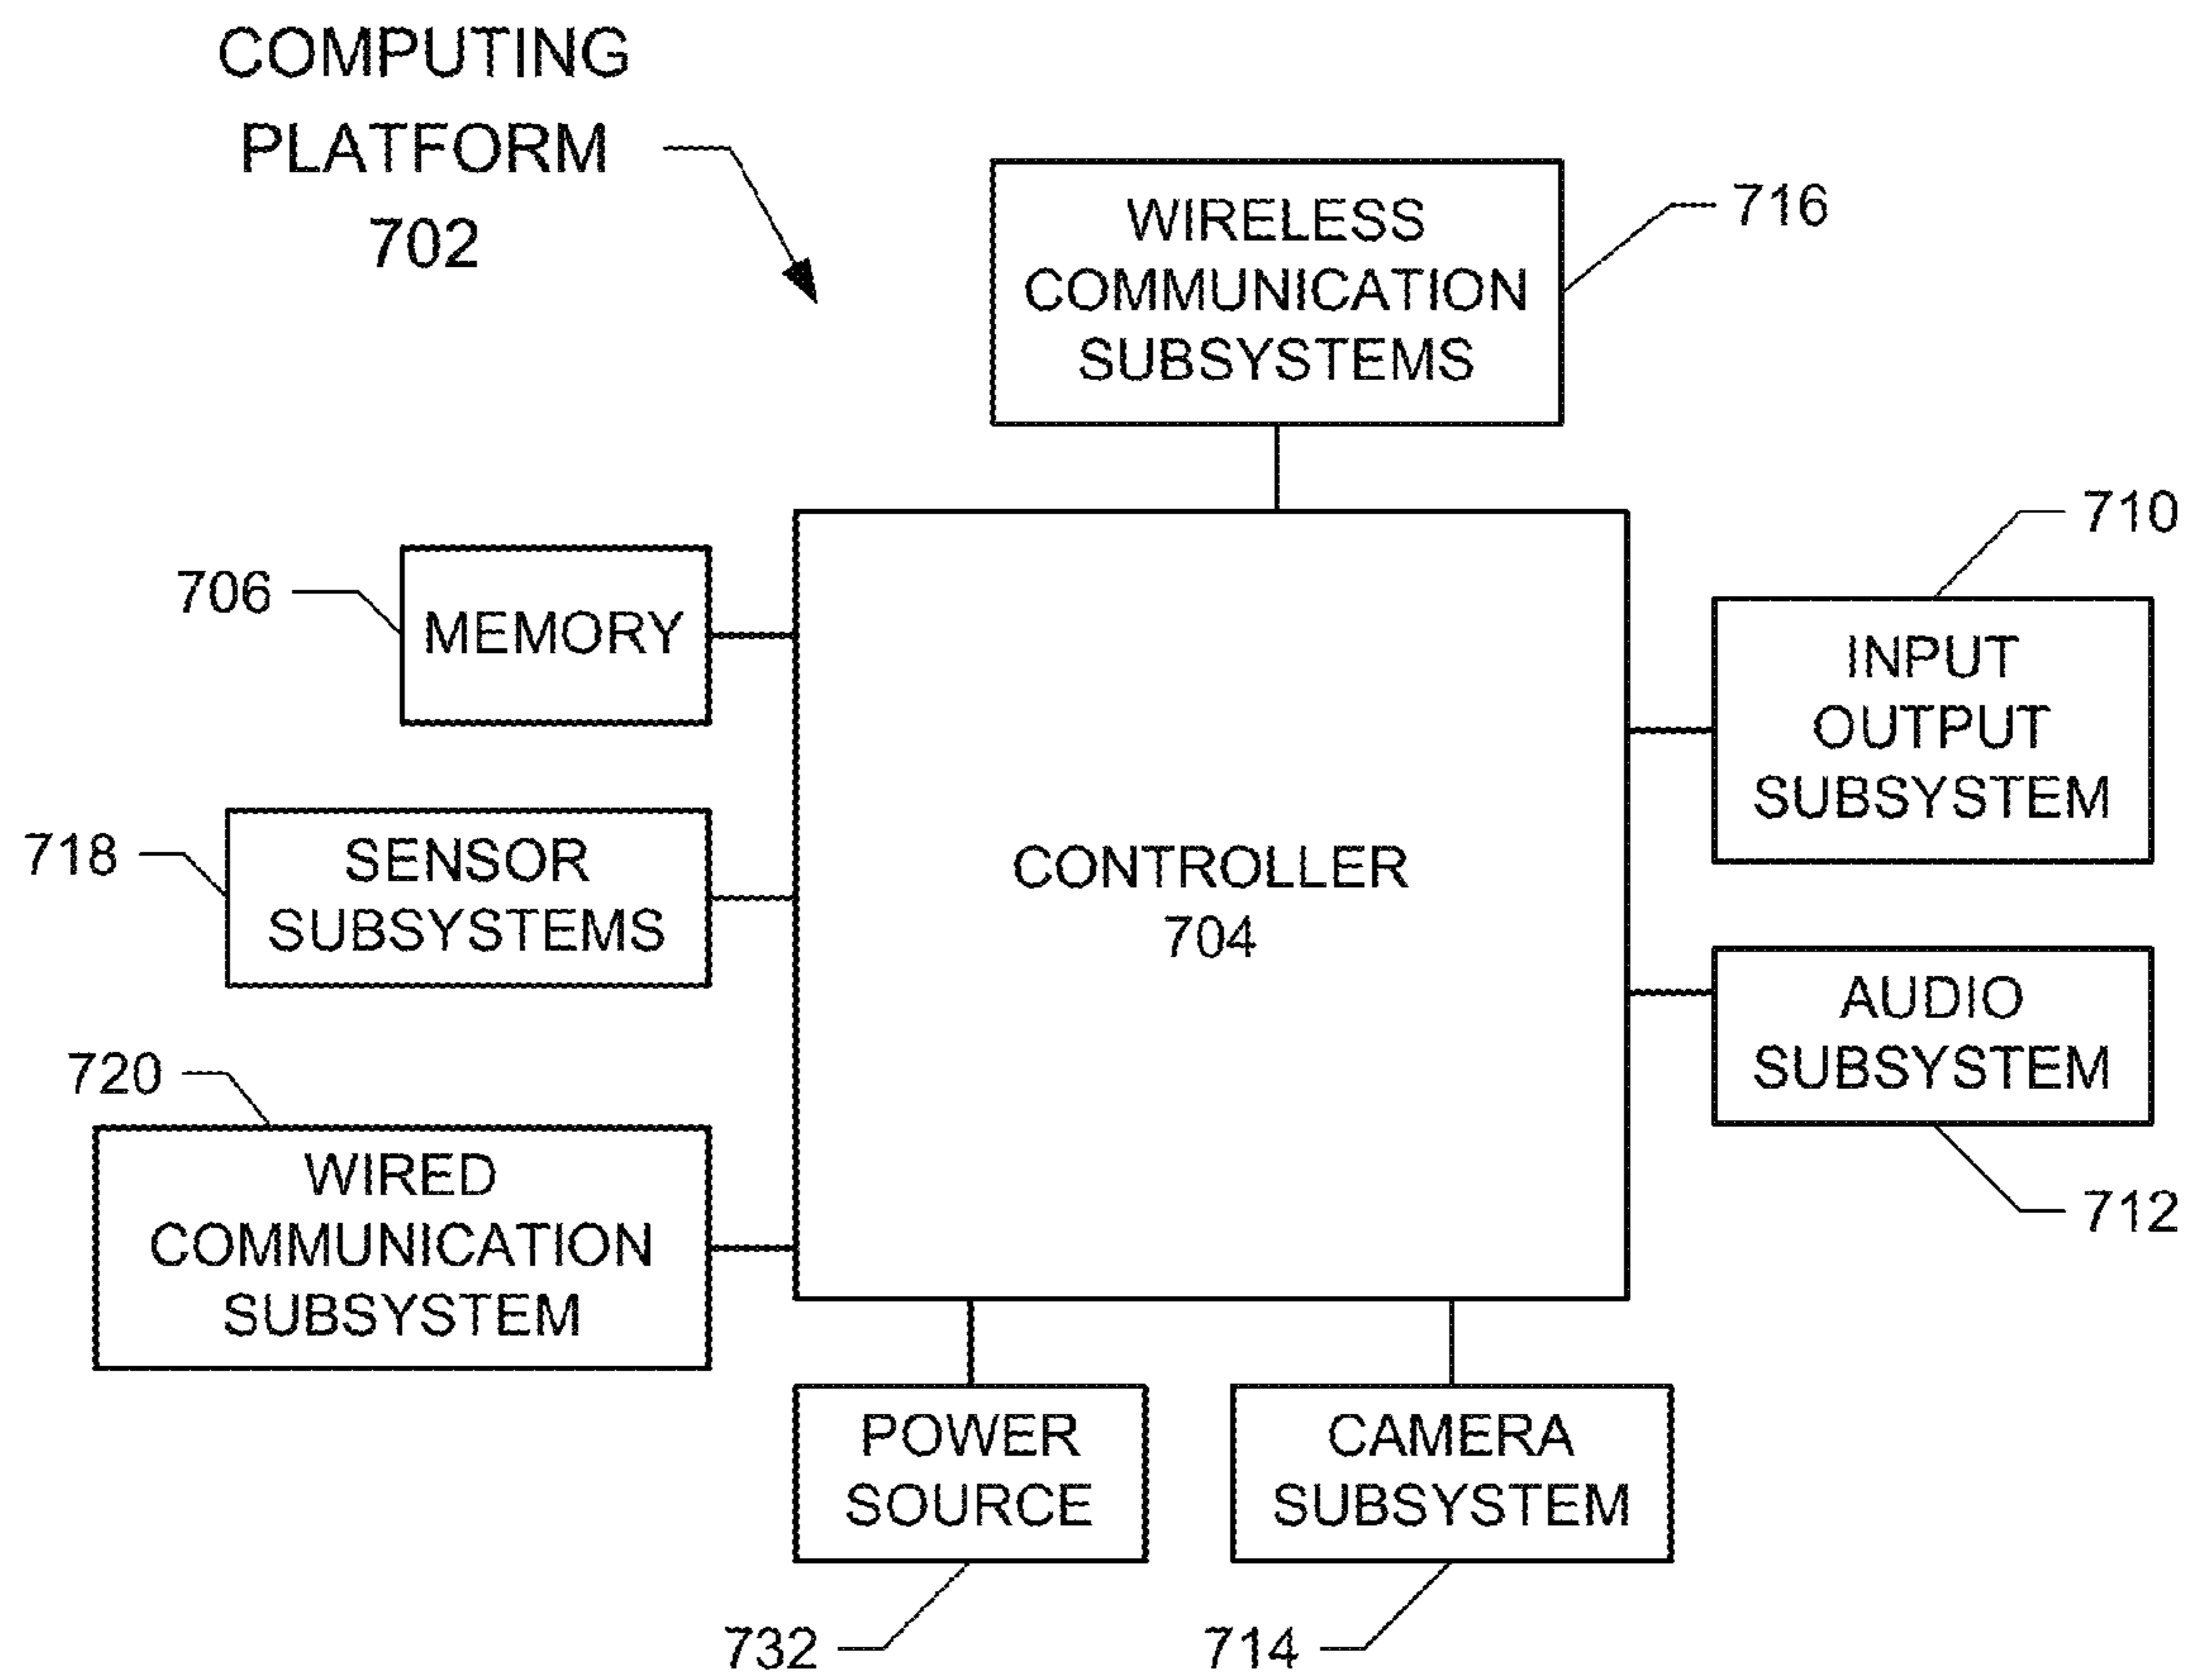 COMPUTING
PLATFORM
702
WIRELESS
COMMUNICATION
SUBSYSTEMS
716
706
MEMORY
710
INPUT
OUTPUT
SUBSYSTEM
718
SENSOR
SUBSYSTEMS
CONTROLLER
704
AUDIO
SUBSYSTEM
712
720
WIRED
COMMUNICATION
SUBSYSTEM
POWER
SOURCE
732
CAMERA
SUBSYSTEM
714